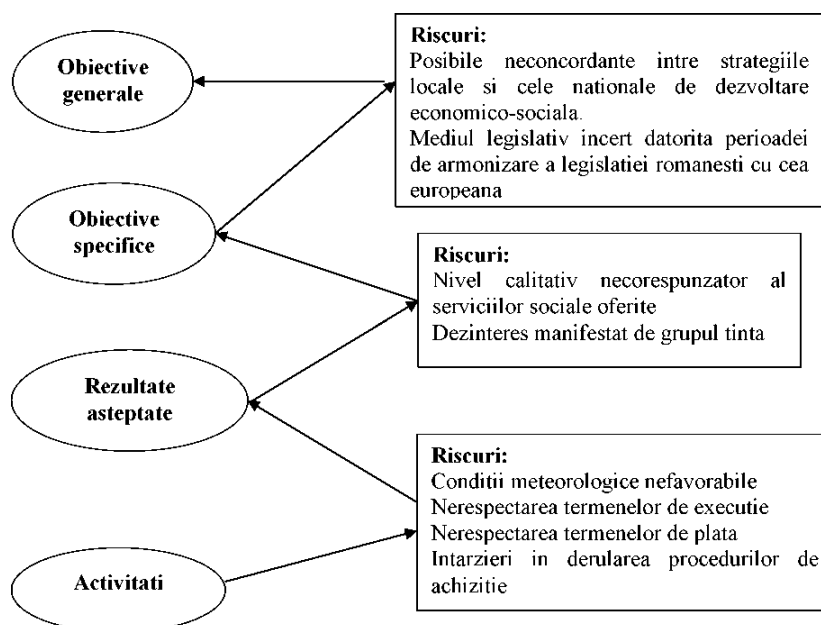 Obiective
generale
Riscuri:
Posibile neconcordante intre strategiile
locale si cele nationale de dezvoltare
economico-sociala.
Mediul legislativ incert datorita perioadei
de armonizare a legislatiei romanesti cu cea
europeana
Obiective
specifice
Riscuri:
Nivel calitativ necorespunzator al
serviciilor sociale oferite
Dezinteres manifestat de grupul tinta
Rezultate
asteptate
Riscuri:
Conditii meteorologice nefavorabile
Nerespectarea termenelor de executie
Nerespectarea termenelor de plata
Intarzieri in derularea procedurilor de
achizitie
Activitati